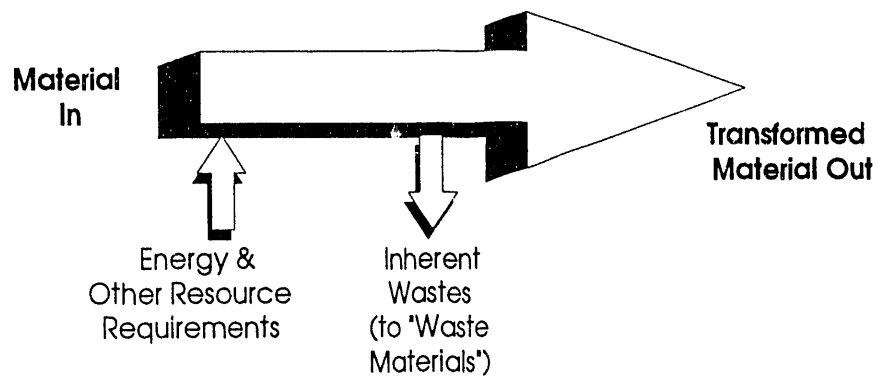 Material
In
Transformed
Material Out
Energy &
Other Resource
Requirements
Inherent
Wastes
(to "Waste
Materials")